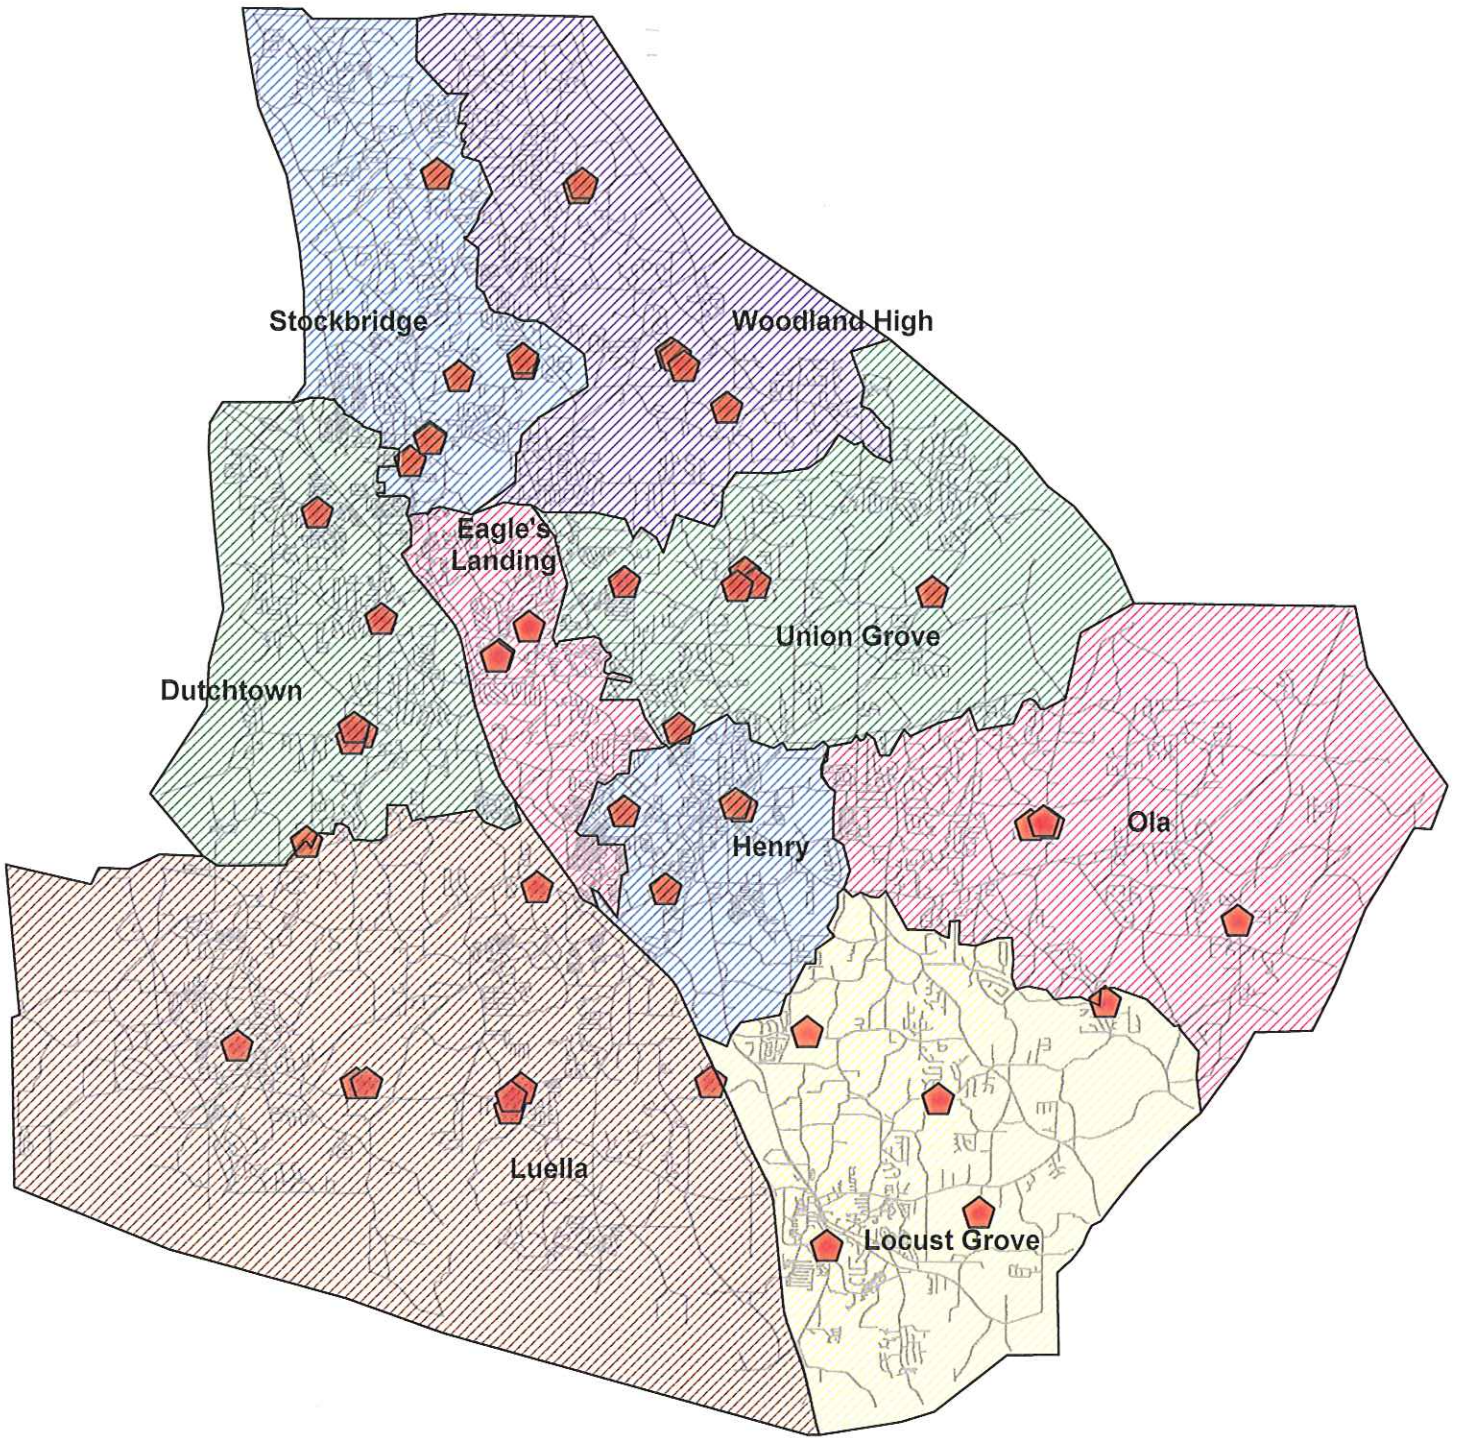 Stockbridge
Woodland High
Eagle's
Landing
Union Grove
Dutchtown
Ola
Henry
Luella
Locust Grove